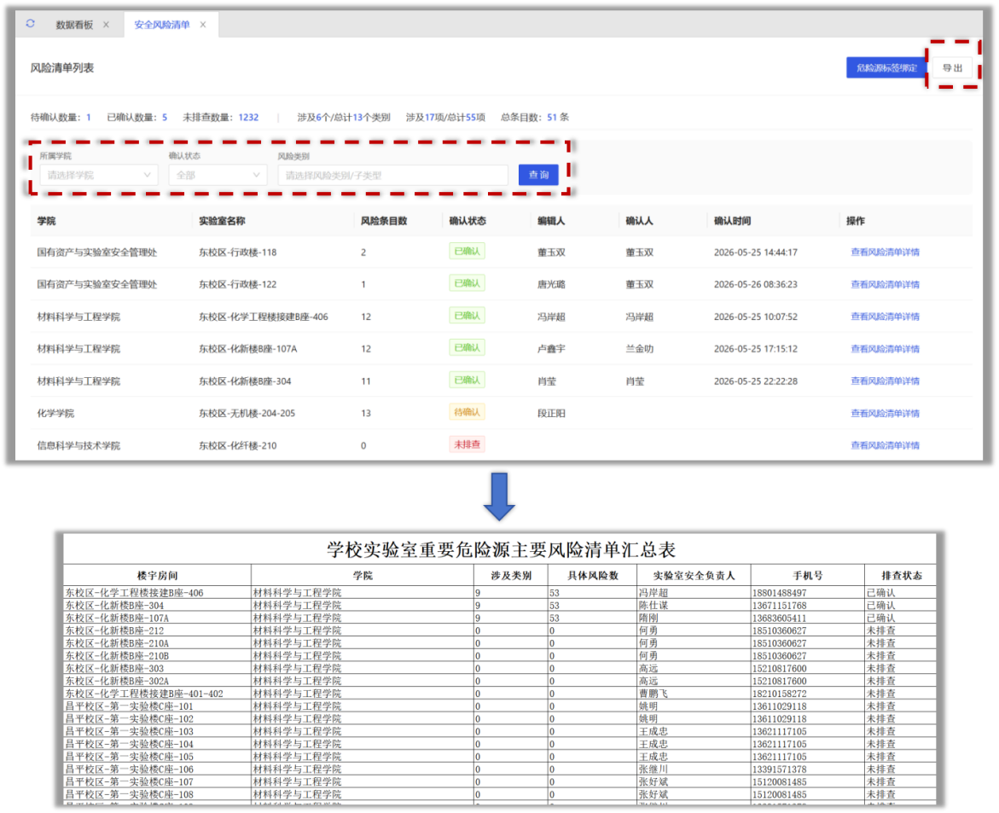 数据看板 × 安全风险清单 ×
风险清单列表 危险源标签绑定 导出
待确认数量：1 已确认数量：5 未排查数量：1232 | 涉及6个/总计13个类别 涉及17项/总计55项 总条目数：51 条
所属学院 确认状态 风险类别
请选择学院 全部 请选择风险类别/子类型 查询
学院 实验室名称 风险条目数 确认状态 编辑人 确认人 确认时间 操作
国有资产与实验室安全管理处 东校区-行政楼-118 2 已确认 董玉双 董玉双 2026-05-25 14:44:17 查看风险清单详情
国有资产与实验室安全管理处 东校区-行政楼-122 1 已确认 唐光璐 董玉双 2026-05-26 08:36:23 查看风险清单详情
材料科学与工程学院 东校区-化学工程楼接建B座-406 12 已确认 冯岸超 冯岸超 2026-05-25 10:07:52 查看风险清单详情
材料科学与工程学院 东校区-化新楼B座-107A 12 已确认 卢鑫宇 兰金叻 2026-05-25 17:15:12 查看风险清单详情
材料科学与工程学院 东校区-化新楼B座-304 11 已确认 肖莹 肖莹 2026-05-25 22:22:28 查看风险清单详情
化学学院 东校区-无机楼-204-205 13 待确认 段正阳 查看风险清单详情
信息科学与技术学院 东校区-化纤楼-210 0 未排查 查看风险清单详情
学校实验室重要危险源主要风险清单汇总表
楼宇房间 学院 涉及类别 具体风险数 实验室安全负责人 手机号 排查状态
东校区-化学工程楼接建B座-406 材料科学与工程学院 9 53 冯岸超 18801488497 已确认
东校区-化新楼B座-304 材料科学与工程学院 9 53 陈仕谋 13671151768 已确认
东校区-化新楼B座-107A 材料科学与工程学院 9 53 隋刚 13683605411 已确认
东校区-化新楼B座-212 材料科学与工程学院 0 0 何勇 18510360627 未排查
东校区-化新楼B座-210A 材料科学与工程学院 0 0 何勇 18510360627 未排查
东校区-化新楼B座-210B 材料科学与工程学院 0 0 何勇 18510360627 未排查
东校区-化新楼B座-303 材料科学与工程学院 0 0 高远 15210817600 未排查
东校区-化新楼B座-302A 材料科学与工程学院 0 0 高远 15210817600 未排查
东校区-化学工程楼接建B座-401-402 材料科学与工程学院 0 0 曹鹏飞 18210158272 未排查
昌平校区-第一实验楼C座-101 材料科学与工程学院 0 0 姚明 13611029118 未排查
昌平校区-第一实验楼C座-102 材料科学与工程学院 0 0 姚明 13611029118 未排查
昌平校区-第一实验楼C座-103 材料科学与工程学院 0 0 王成忠 13621117105 未排查
昌平校区-第一实验楼C座-104 材料科学与工程学院 0 0 王成忠 13621117105 未排查
昌平校区-第一实验楼C座-105 材料科学与工程学院 0 0 王成忠 13621117105 未排查
昌平校区-第一实验楼C座-106 材料科学与工程学院 0 0 张继川 13391571378 未排查
昌平校区-第一实验楼C座-107 材料科学与工程学院 0 0 张好斌 15120081485 未排查
昌平校区-第一实验楼C座-108 材料科学与工程学院 0 0 张好斌 15120081485 未排查